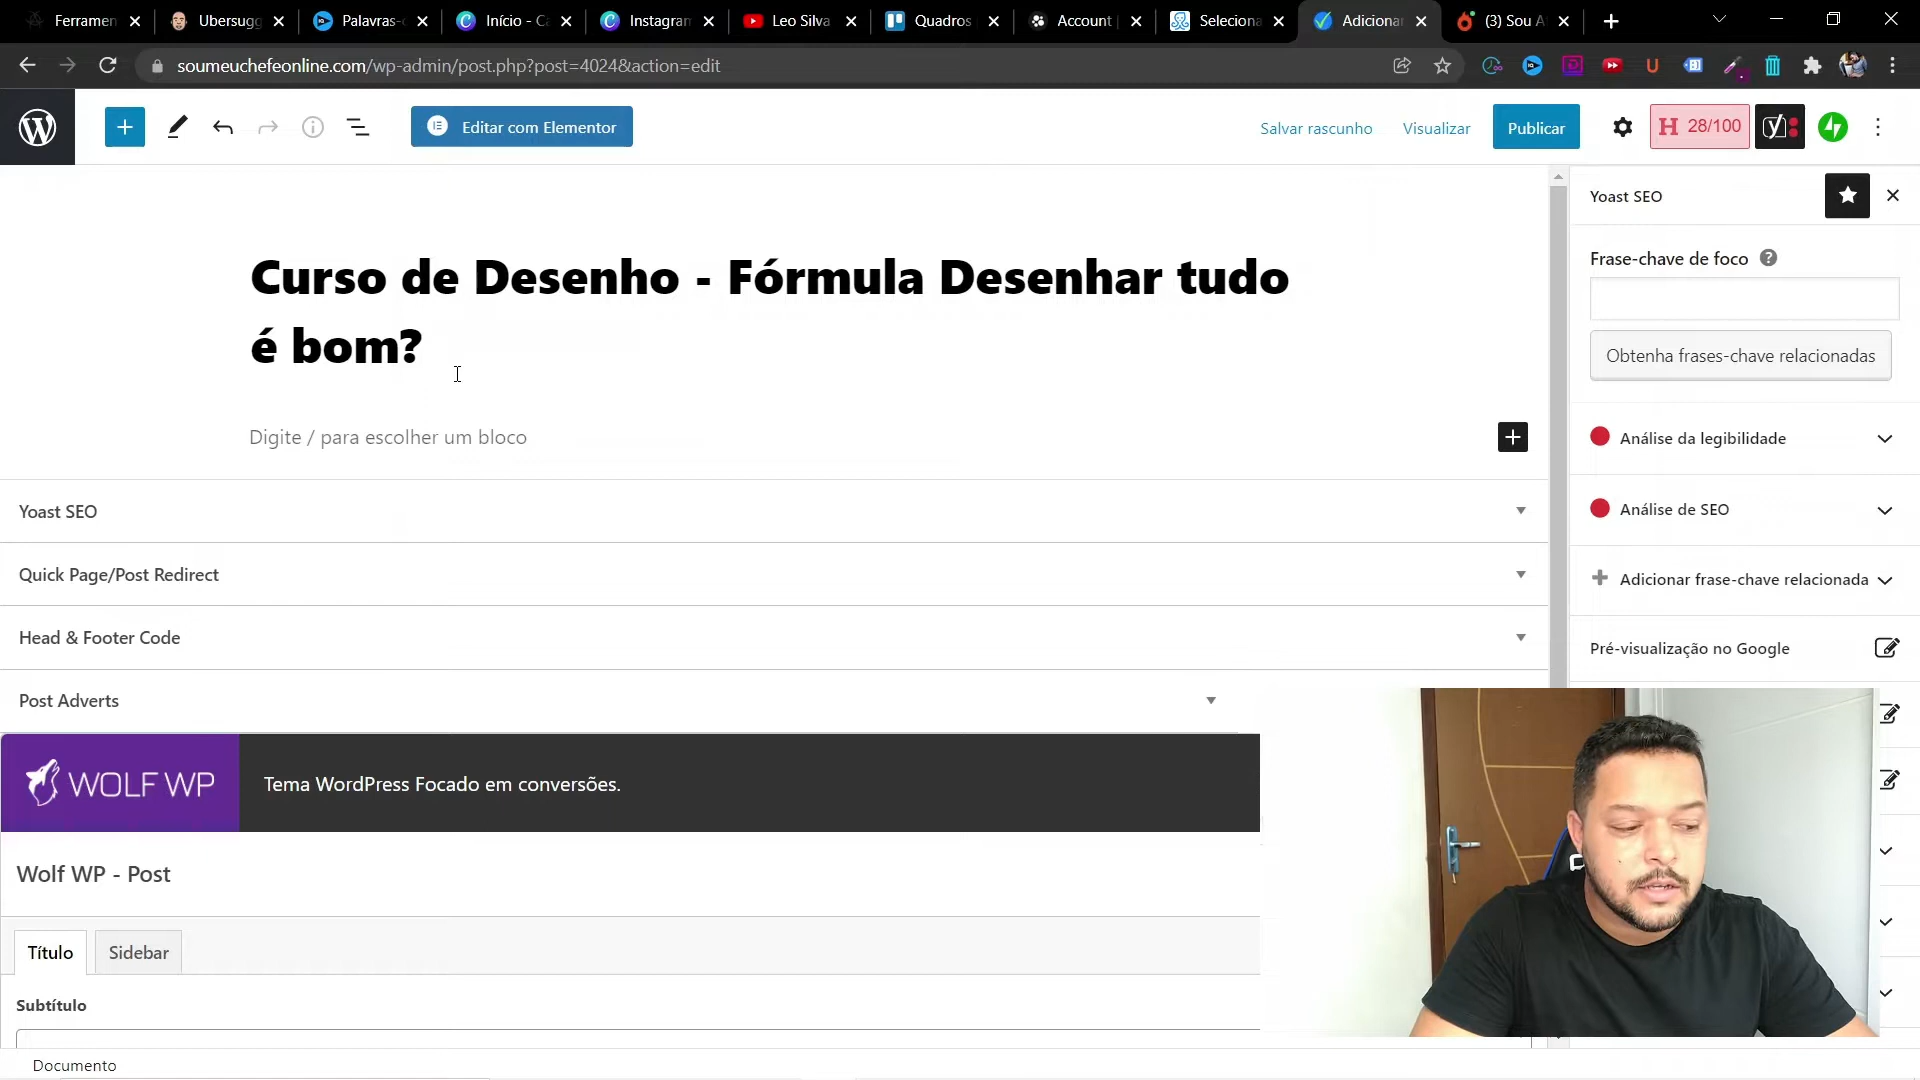 Ferramen
Ubersugg
Palavras-c
Início - Ca
Instagram
Leo Silva
Quadros
Account
Seleciona
Adicionar
(3) Sou A
soumeuchefeonline.com/wp-admin/post.php?post=4024&action=edit
Editar com Elementor
Salvar rascunho
Visualizar
Publicar
H 28/100
Curso de Desenho - Fórmula Desenhar tudo
é bom?
Digite / para escolher um bloco
Yoast SEO
Quick Page/Post Redirect
Head & Footer Code
Post Adverts
WOLF WP
Tema WordPress Focado em conversões.
Wolf WP - Post
Título
Sidebar
Subtítulo
Documento
Yoast SEO
Frase-chave de foco
Obtenha frases-chave relacionadas
Análise da legibilidade
Análise de SEO
Adicionar frase-chave relacionada
Pré-visualização no Google